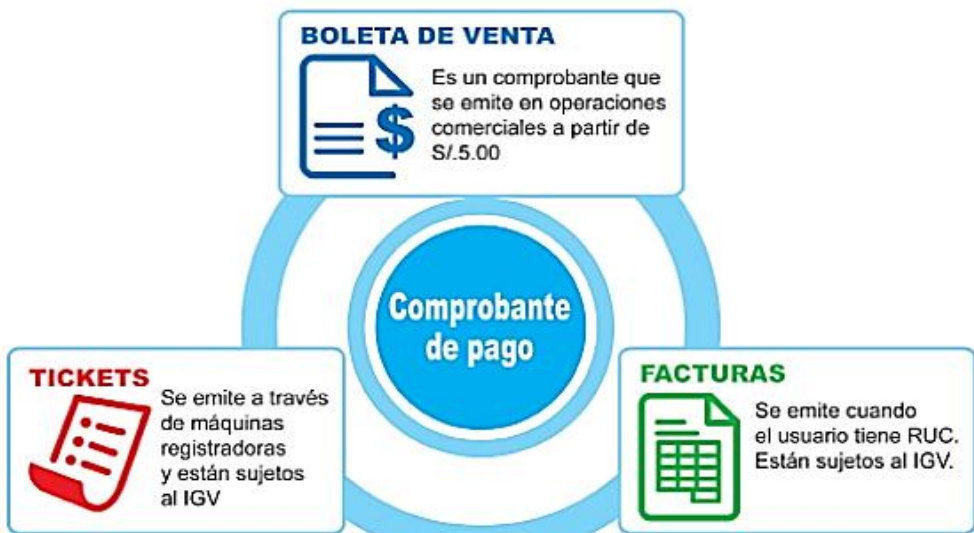 BOLETA DE VENTA
Es un comprobante que
se emite en operaciones
comerciales a partir de
S/.5.00
$
Comprobante
de pago
TICKETS
Se emite a través
de máquinas
registradoras
y están sujetos
al IGV
FACTURAS
Se emite cuando
el usuario tiene RUC.
Están sujetos al IGV.